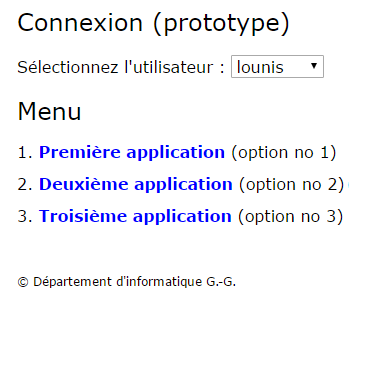 Connexion (prototype)
Sélectionnez l'utilisateur : lounis
Menu
1. Première application (option no 1)
2. Deuxième application (option no 2)
3. Troisième application (option no 3)
© Département d'informatique G.-G.